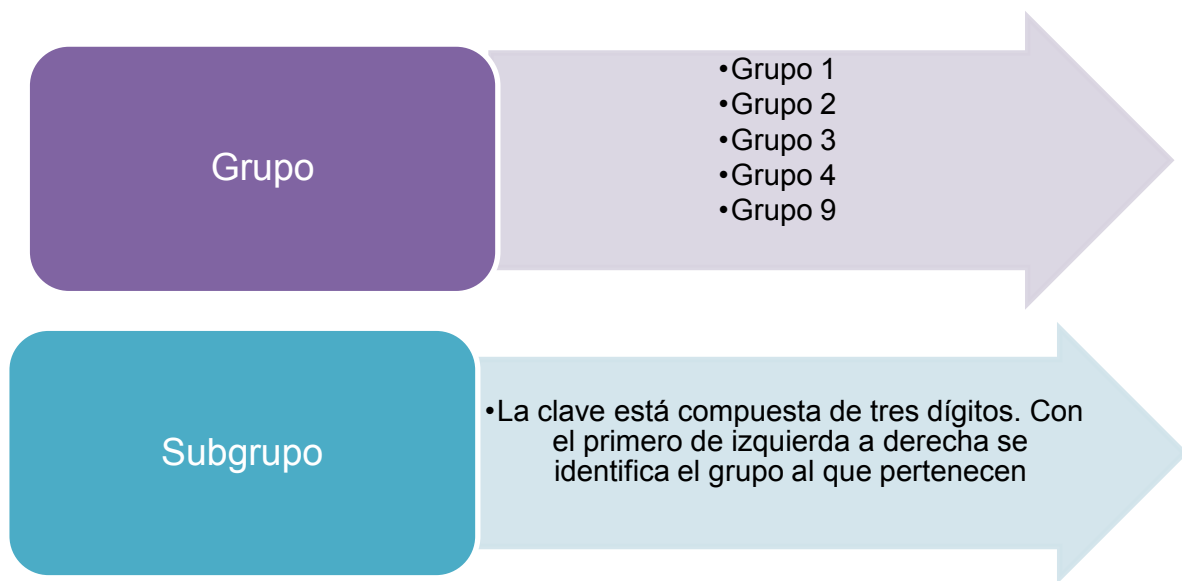 Grupo
•Grupo 1
•Grupo 2
•Grupo 3
•Grupo 4
•Grupo 9
Subgrupo
•La clave está compuesta de tres dígitos. Con
el primero de izquierda a derecha se
identifica el grupo al que pertenecen